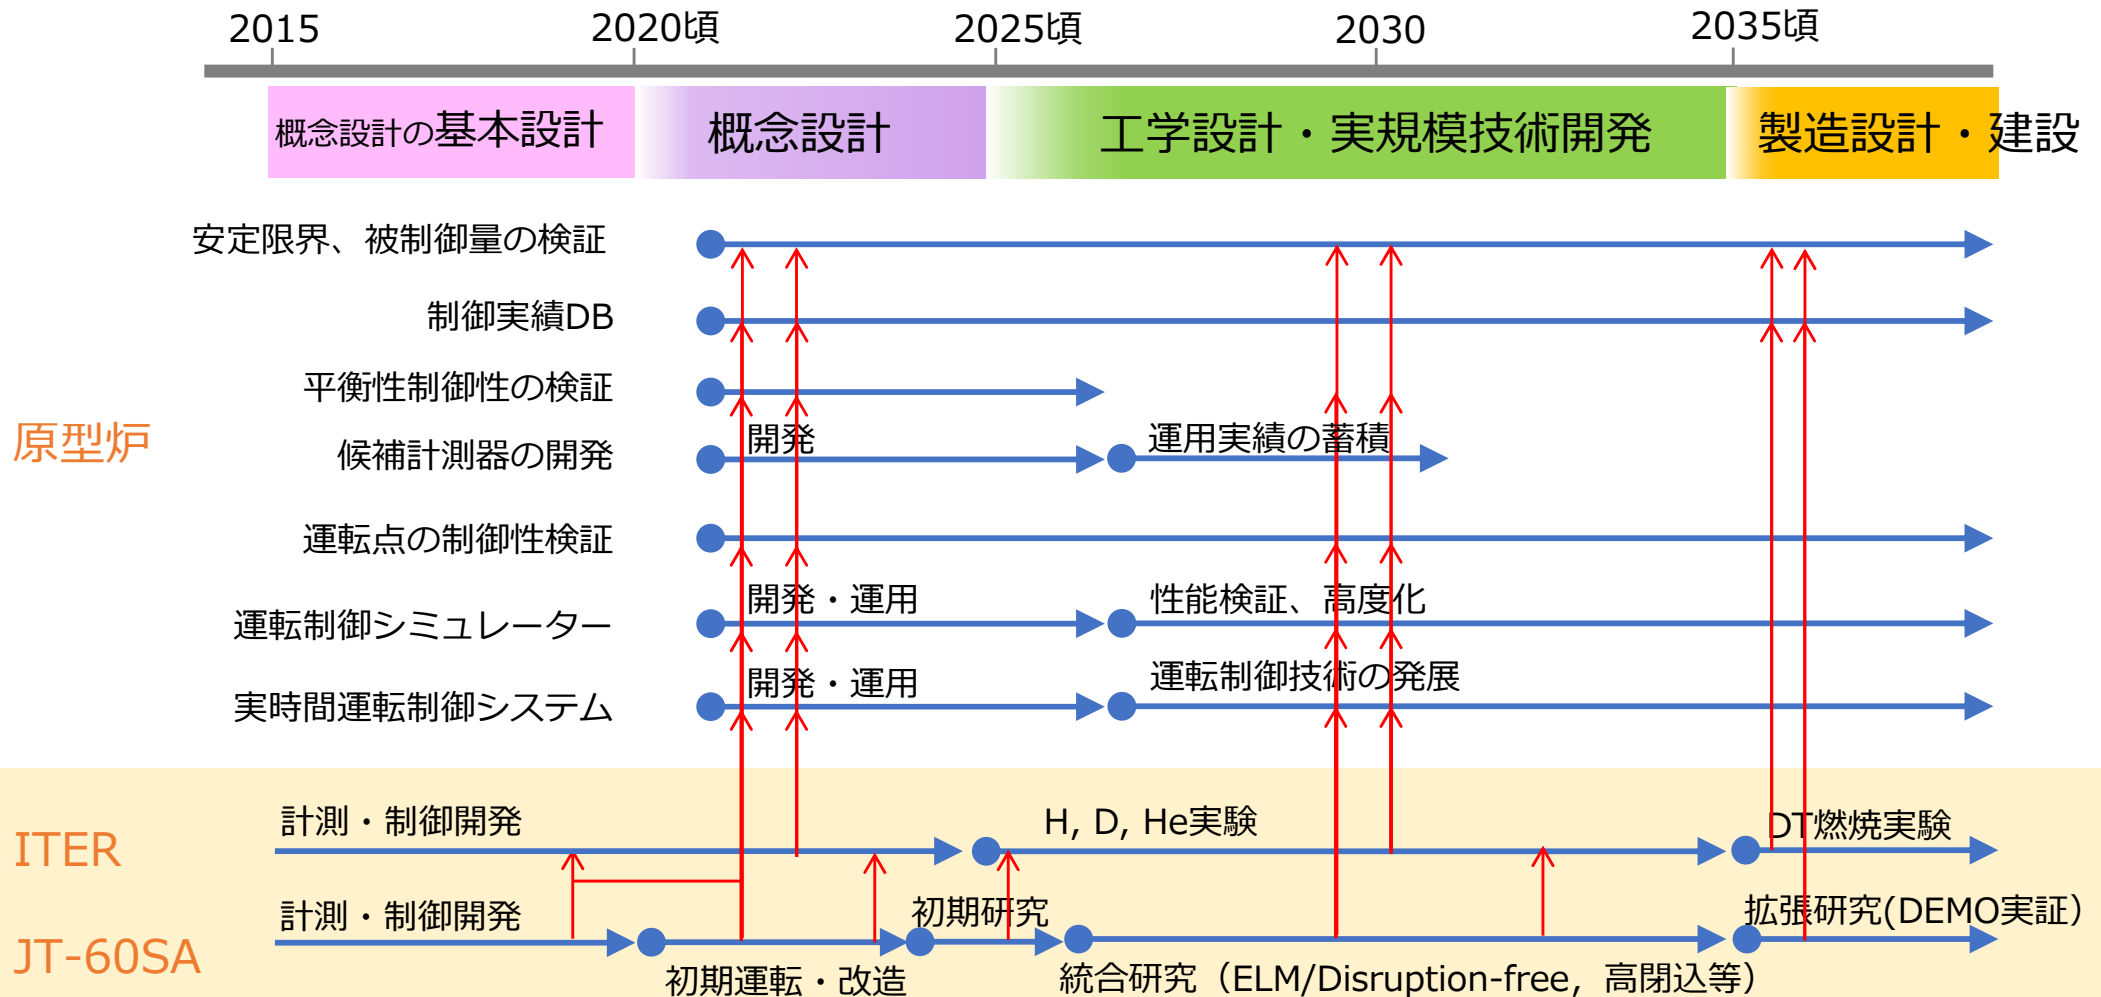 2015 2020頃 2025頃 2030 2035頃
概念設計の基本設計 概念設計 工学設計・実規模技術開発 製造設計・建設
安定限界、被制御量の検証
制御実績DB
平衡性制御性の検証
原型炉
候補計測器の開発 開発 運用実績の蓄積
運転点の制御性検証
運転制御シミュレーター 開発・運用 性能検証、高度化
実時間運転制御システム 開発・運用 運転制御技術の発展
ITER 計測・制御開発 H, D, He実験 DT燃焼実験
JT-60SA 計測・制御開発 初期研究 拡張研究(DEMO実証）
初期運転・改造 統合研究（ELM/Disruption-free, 高閉込等）